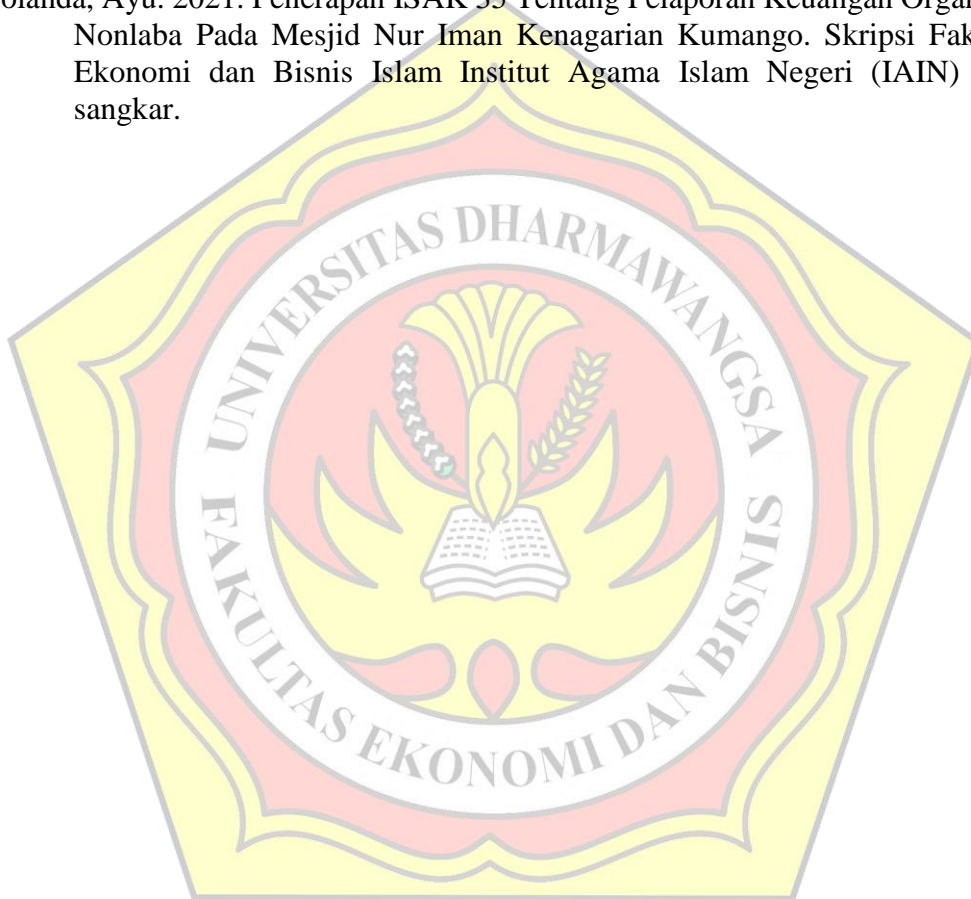 olanda, Ayu. 2021. Penerapan ISAK 35 Tentang Pelaporan Keuangan Organ
Nonlaba Pada Mesjid Nur Iman Kenagarian Kumango. Skripsi Fak
Ekonomi dan Bisnis Islam Institut Agama Islam Negeri (IAIN)
sangkar.
UNIVERSITAS DHARMAWANGSA
FAKULTAS EKONOMI DAN BISNIS